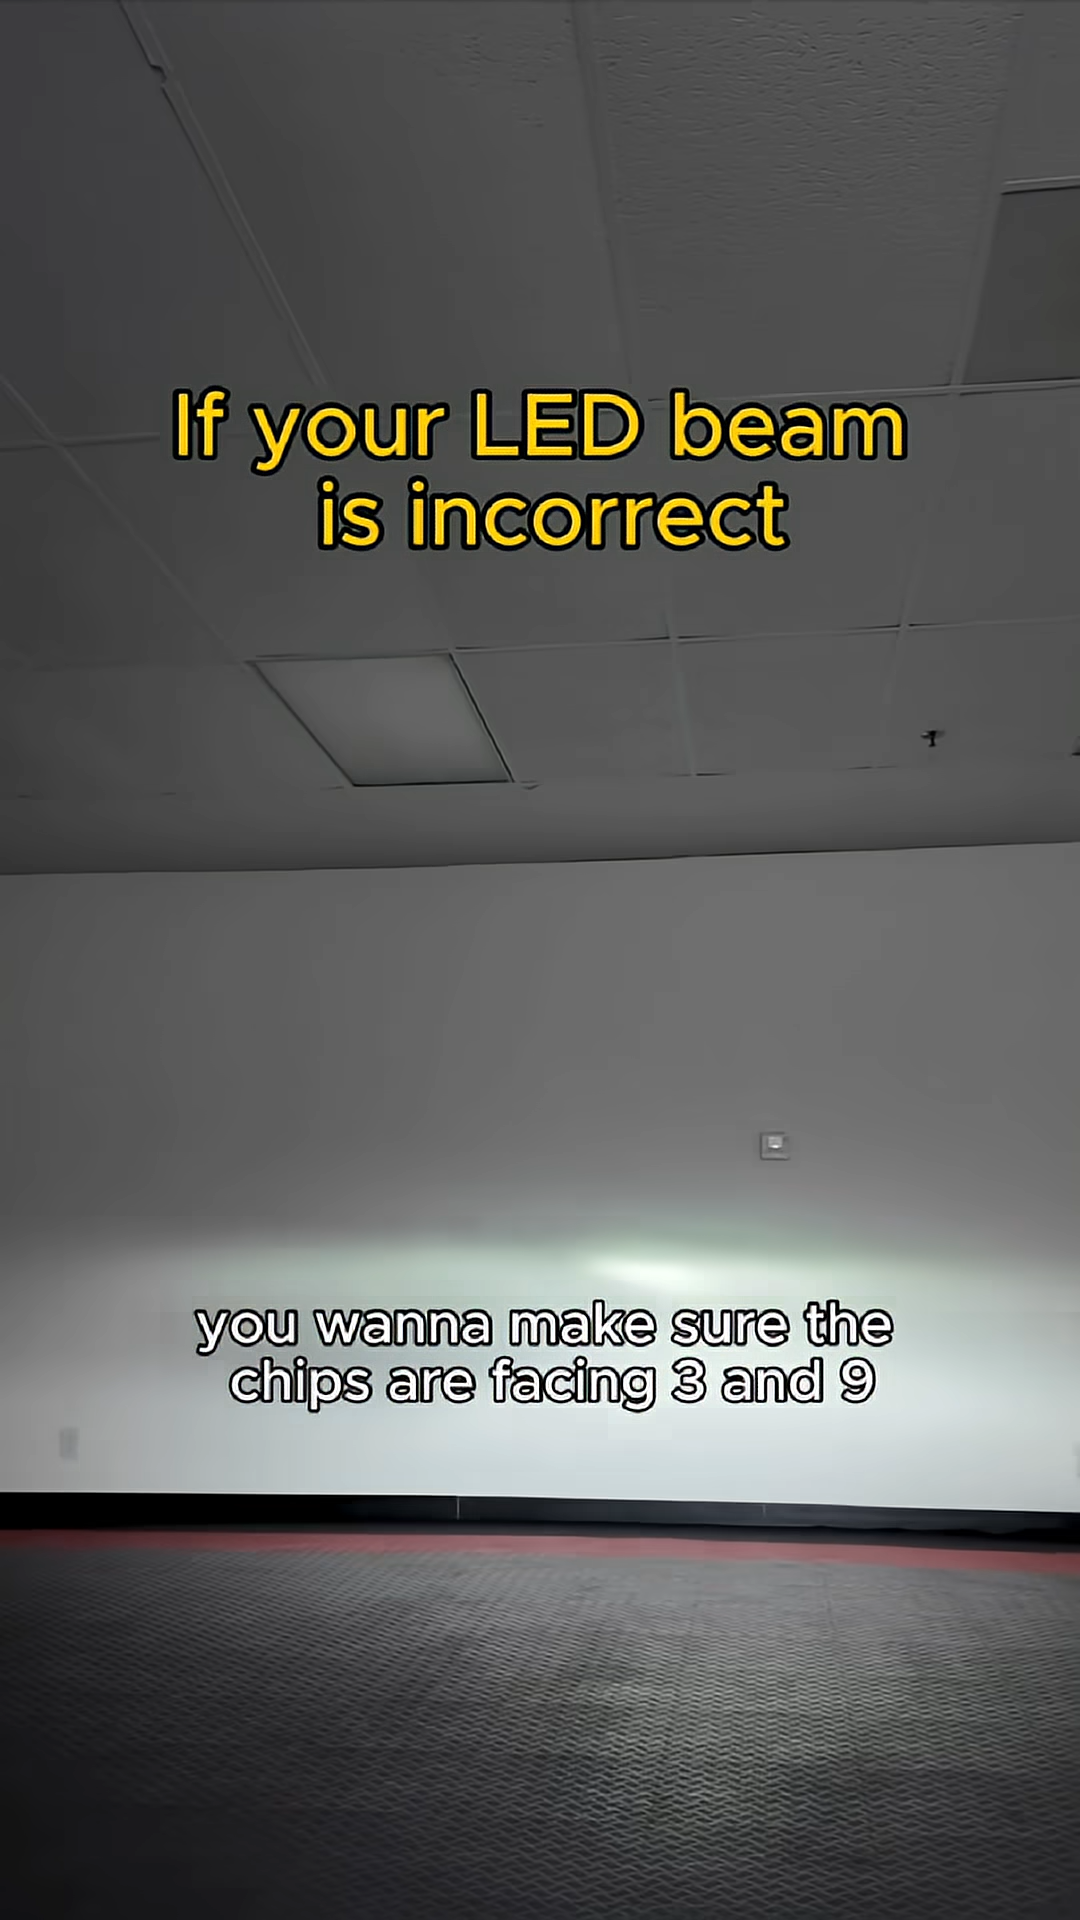 If your LED beam
is incorrect
you wanna make sure the
chips are facing 3 and 9